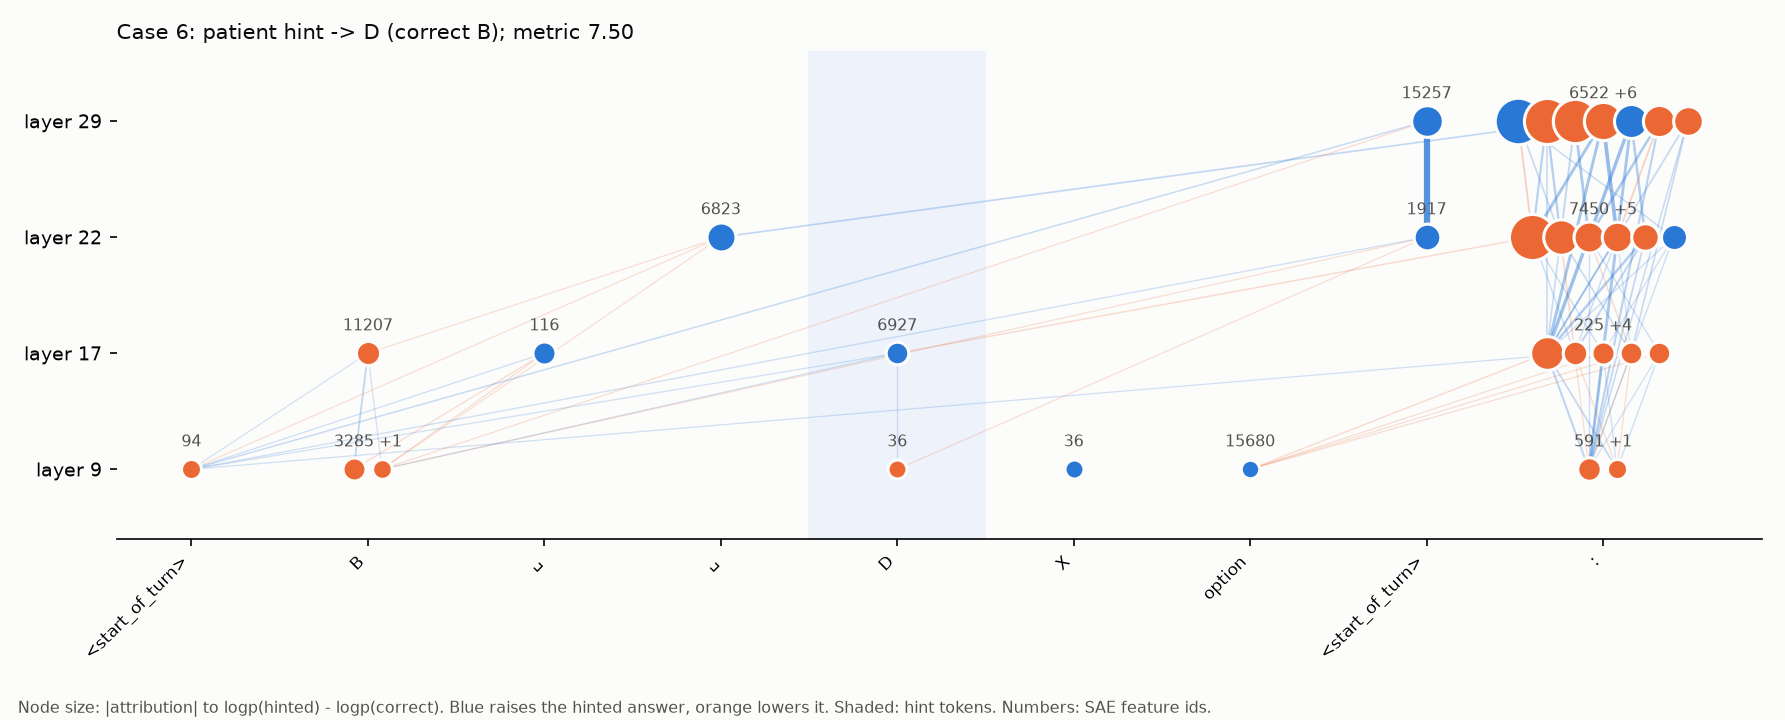 Case 6: patient hint -> D (correct B); metric 7.50
layer 29
15257
6522 +6
layer 22
6823
1917
7450 +5
layer 17
11207
116
6927
225 +4
layer 9
94
3285 +1
36
36
15680
591 +1
<start_of_turn>
B
␣
␣
D
X
option
<start_of_turn>
:
Node size: |attribution| to logp(hinted) - logp(correct). Blue raises the hinted answer, orange lowers it. Shaded: hint tokens. Numbers: SAE feature ids.